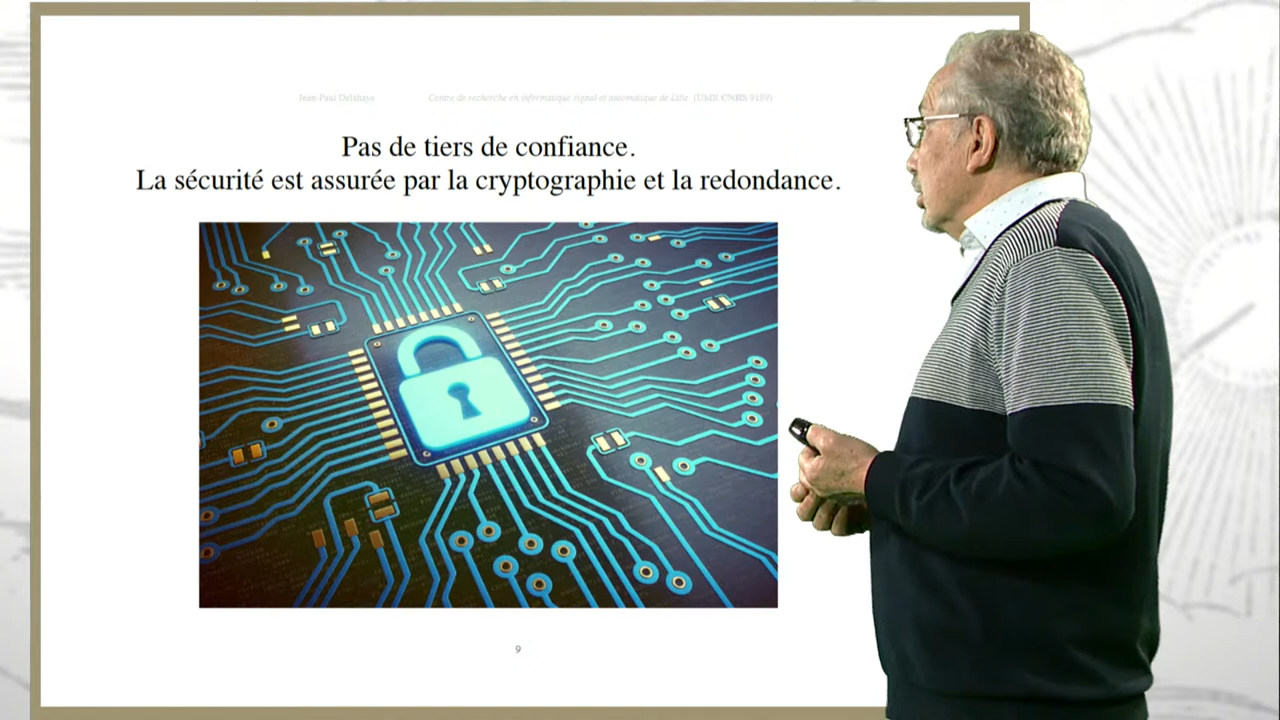 Jean-Paul Delahaye Centre de recherche en informatique signal et automatique de Lille (UMR CNRS 9189)
Pas de tiers de confiance.
La sécurité est assurée par la cryptographie et la redondance.
9